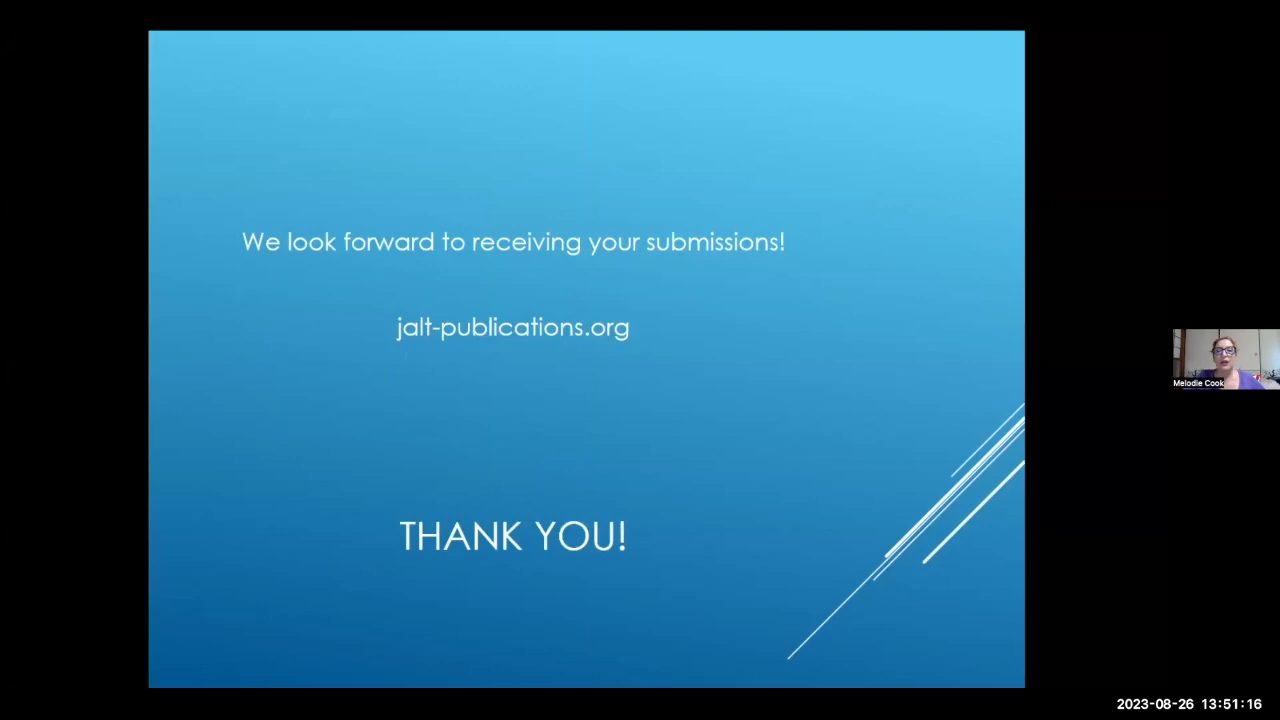 We look forward to receiving your submissions!
jalt-publications.org
THANK YOU!
Melodie Cook
2023-08-26 13:51:16